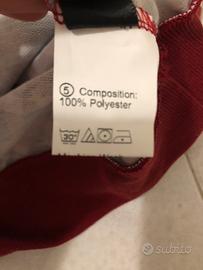 ⑤ Composition:
100% Polyester
30°
subito